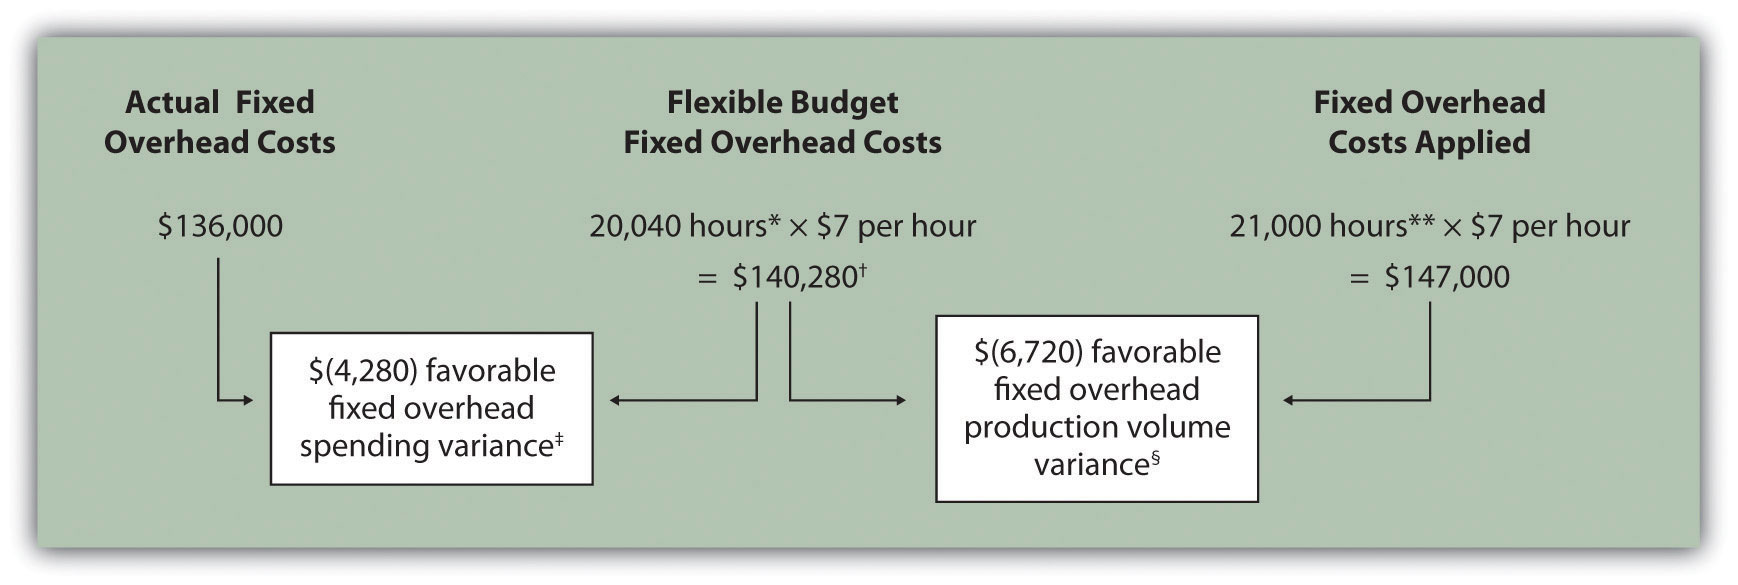 Actual Fixed
Overhead Costs
Flexible Budget
Fixed Overhead Costs
Fixed Overhead
Costs Applied
$136,000
20,040 hours* × $7 per hour
= $140,280†
21,000 hours** × $7 per hour
= $147,000
$(4,280) favorable
fixed overhead
spending variance‡
$(6,720) favorable
fixed overhead
production volume
variance§